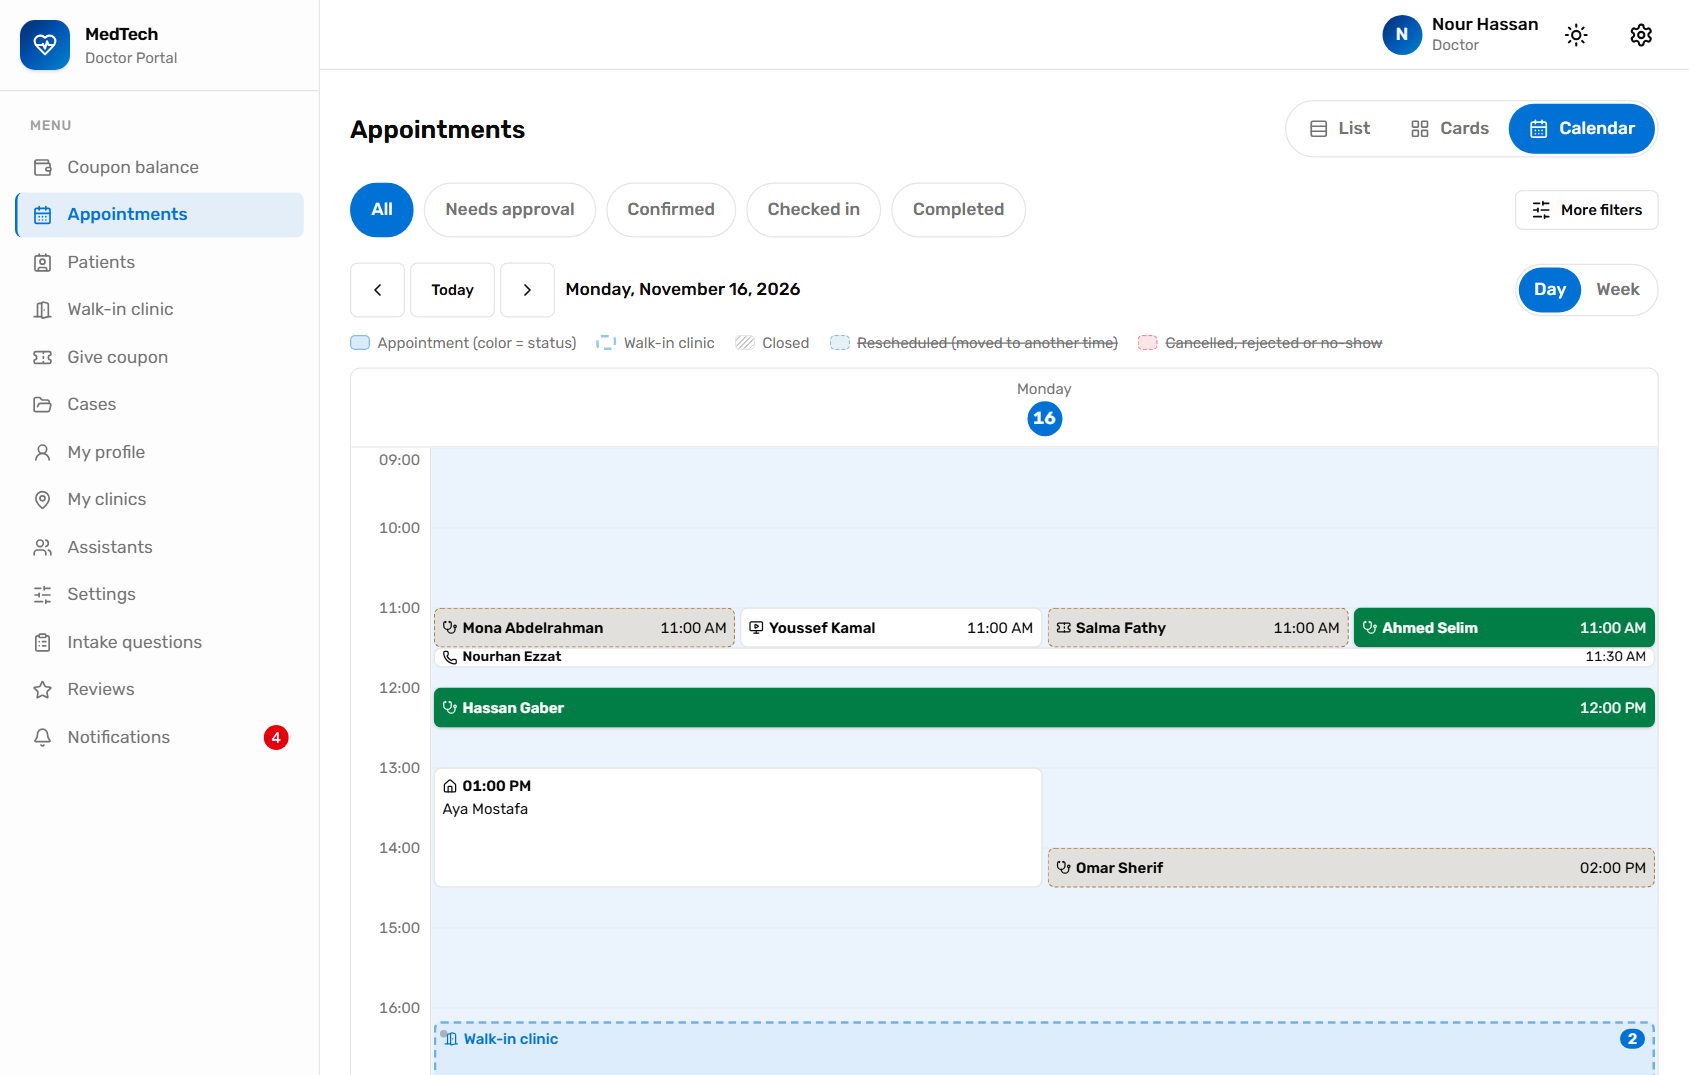 MedTech
Doctor Portal
MENU
Coupon balance
Appointments
Patients
Walk-in clinic
Give coupon
Cases
My profile
My clinics
Assistants
Settings
Intake questions
Reviews
Notifications 4
N Nour Hassan
Doctor
Appointments
List Cards Calendar
All Needs approval Confirmed Checked in Completed More filters
Today Monday, November 16, 2026 Day Week
Appointment (color = status) Walk-in clinic Closed Rescheduled (moved to another time) Cancelled, rejected or no-show
Monday
16
09:00
10:00
11:00
Mona Abdelrahman 11:00 AM Youssef Kamal 11:00 AM Salma Fathy 11:00 AM Ahmed Selim 11:00 AM
Nourhan Ezzat 11:30 AM
12:00
Hassan Gaber 12:00 PM
13:00
01:00 PM
Aya Mostafa
14:00
Omar Sherif 02:00 PM
15:00
16:00
Walk-in clinic 2